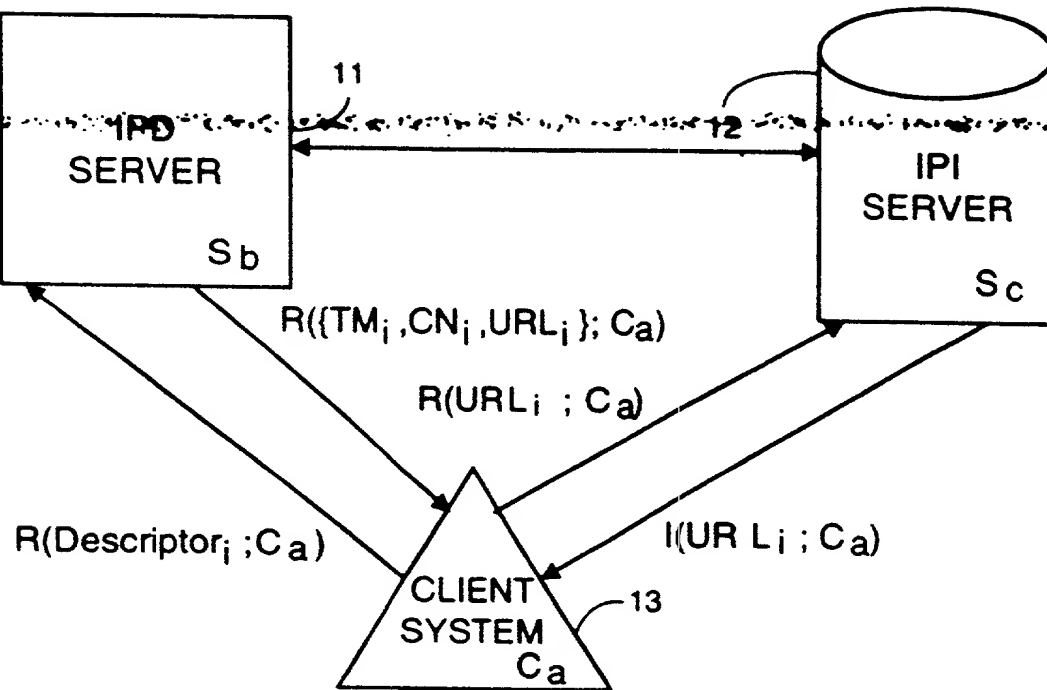 11
IPD
SERVER
Sb
12
IPI
SERVER
Sc
R({TMi,CNi,URLi}; Ca)
R(URLi ; Ca)
R(Descriptori ;Ca)
I(UR Li ; Ca)
CLIENT
SYSTEM
Ca
13